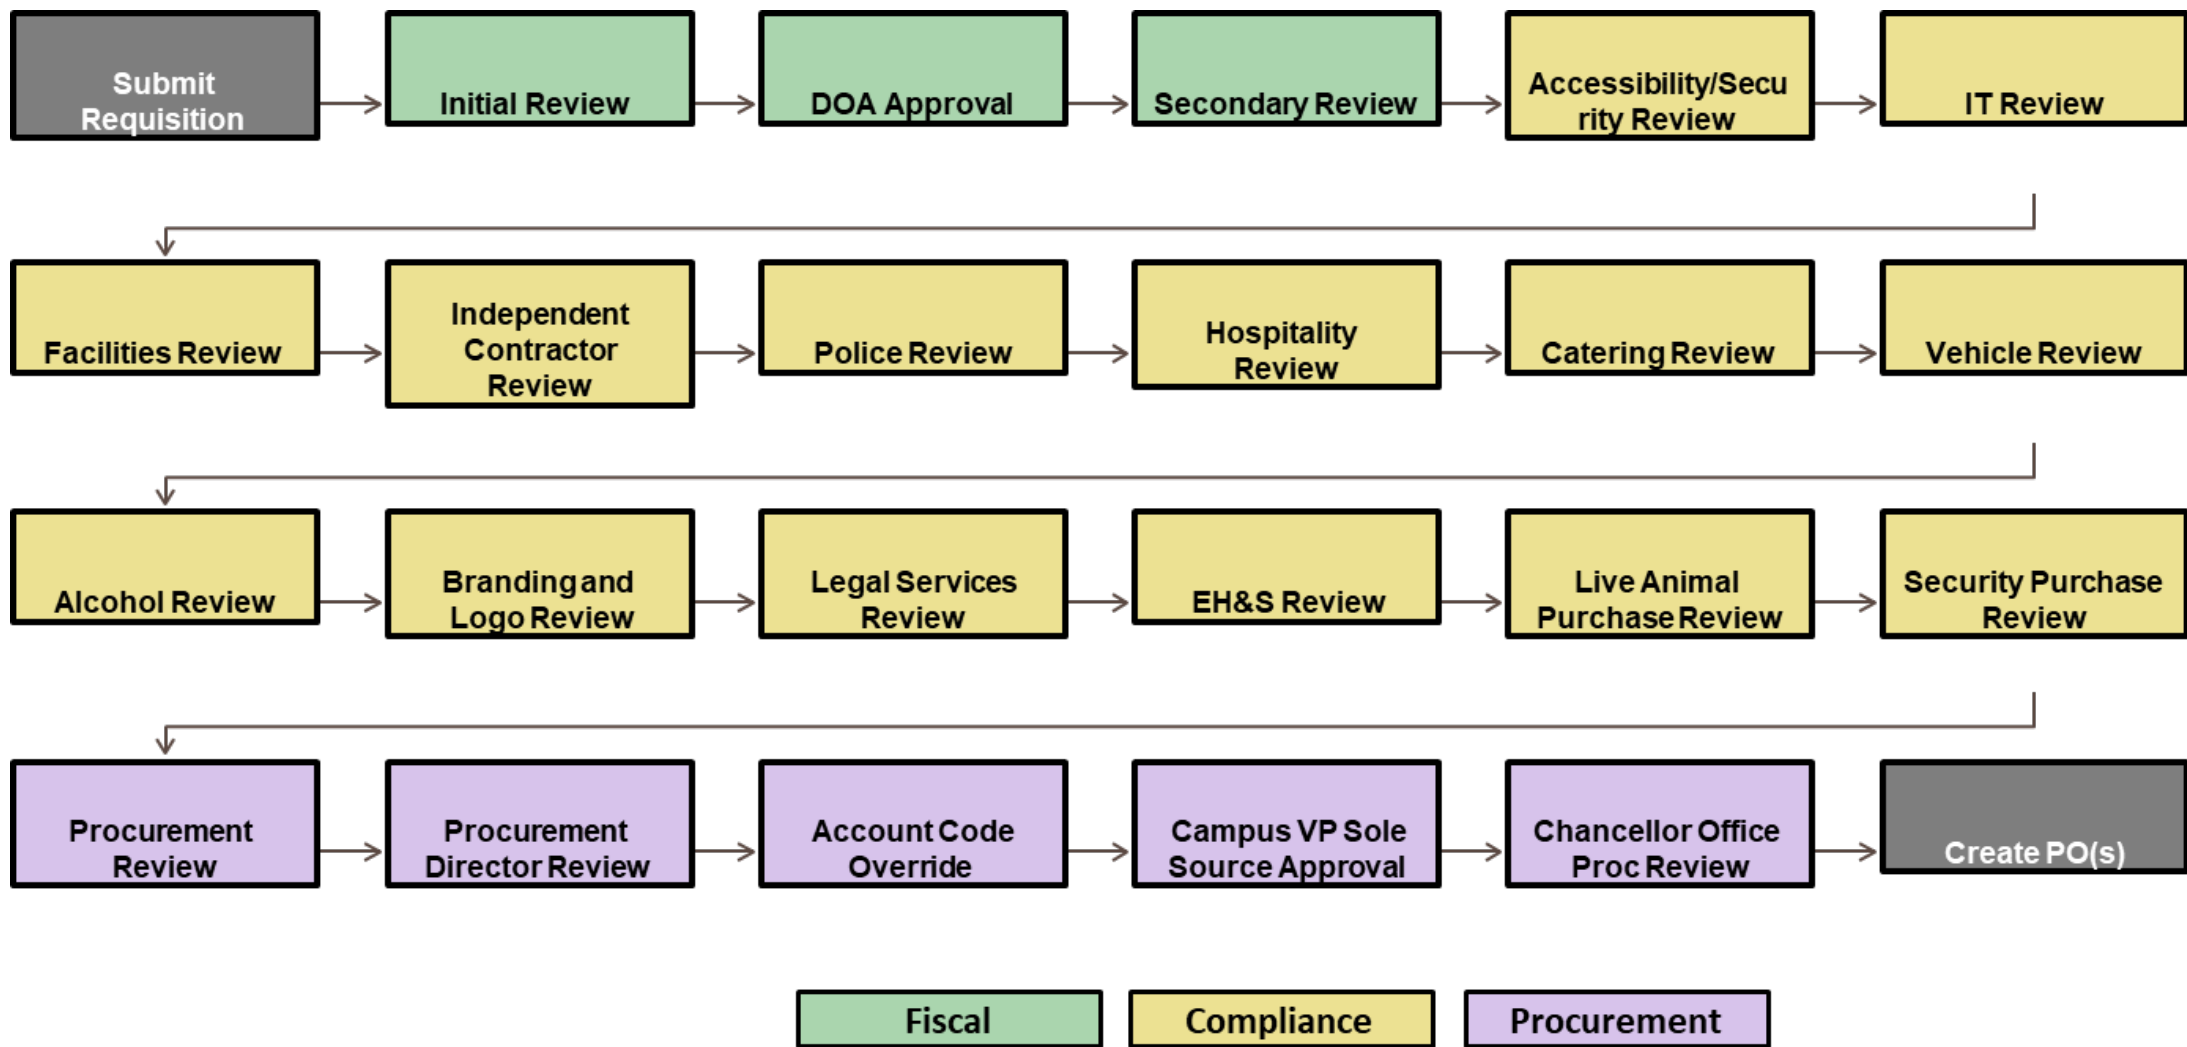 Submit
Requisition
Initial Review
DOA Approval
Secondary Review
Accessibility/Secu
rity Review
IT Review
Facilities Review
Independent
Contractor
Review
Police Review
Hospitality
Review
Catering Review
Vehicle Review
Alcohol Review
Branding and
Logo Review
Legal Services
Review
EH&S Review
Live Animal
Purchase Review
Security Purchase
Review
Procurement
Review
Procurement
Director Review
Account Code
Override
Campus VP Sole
Source Approval
Chancellor Office
Proc Review
Create PO(s)
Fiscal
Compliance
Procurement